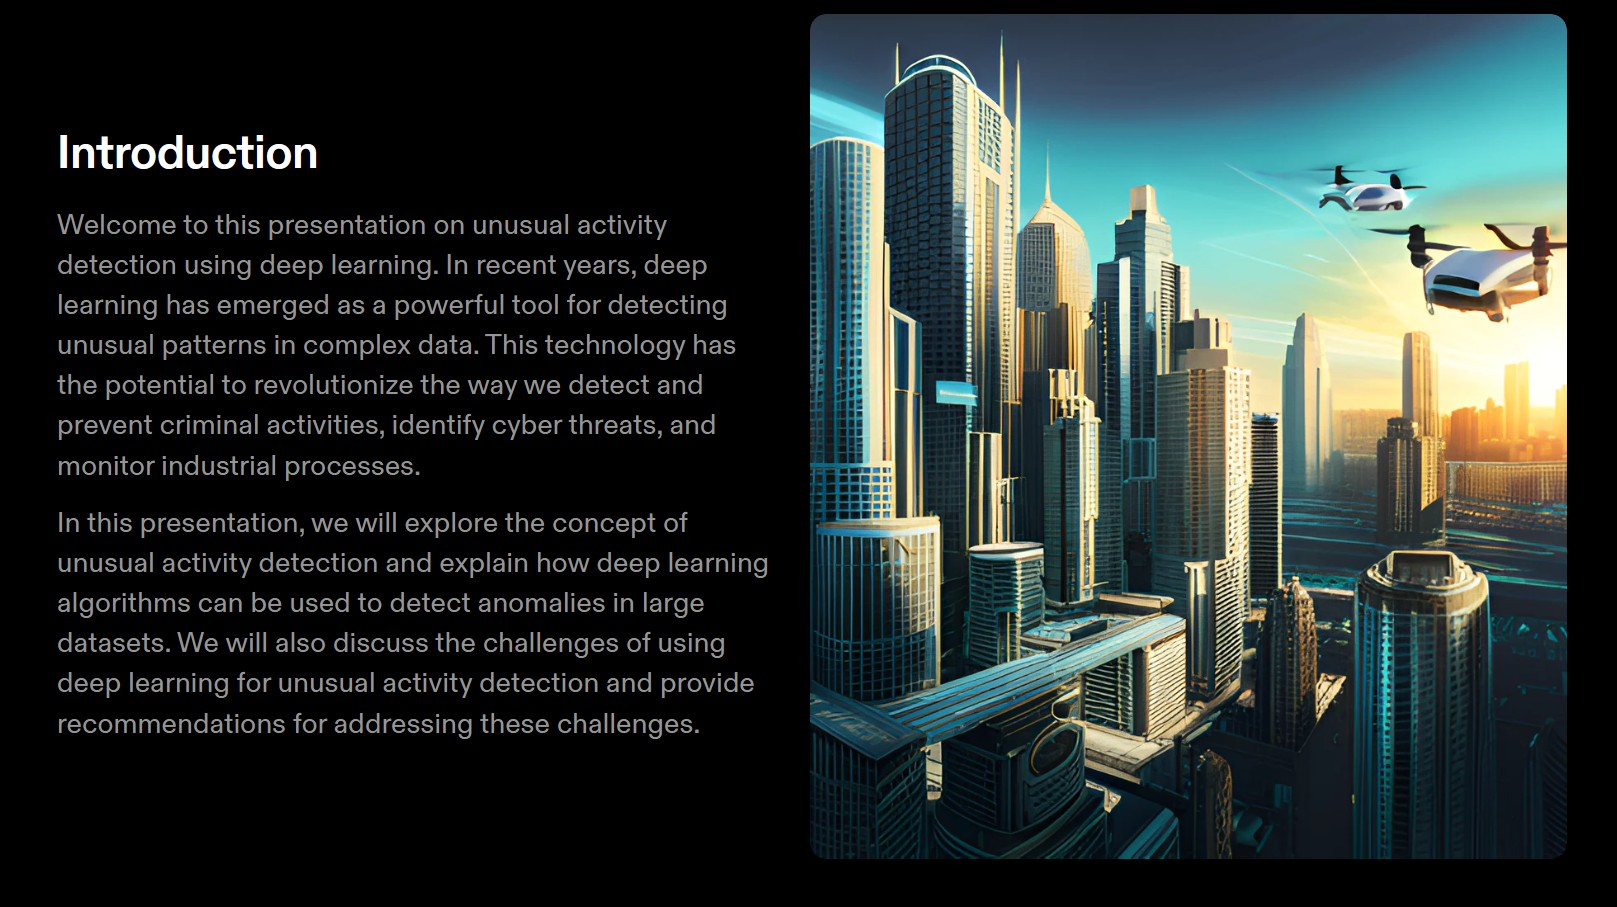 Introduction
Welcome to this presentation on unusual activity
detection using deep learning. In recent years, deep
learning has emerged as a powerful tool for detecting
unusual patterns in complex data. This technology has
the potential to revolutionize the way we detect and
prevent criminal activities, identify cyber threats, and
monitor industrial processes.
In this presentation, we will explore the concept of
unusual activity detection and explain how deep learning
algorithms can be used to detect anomalies in large
datasets. We will also discuss the challenges of using
deep learning for unusual activity detection and provide
recommendations for addressing these challenges.